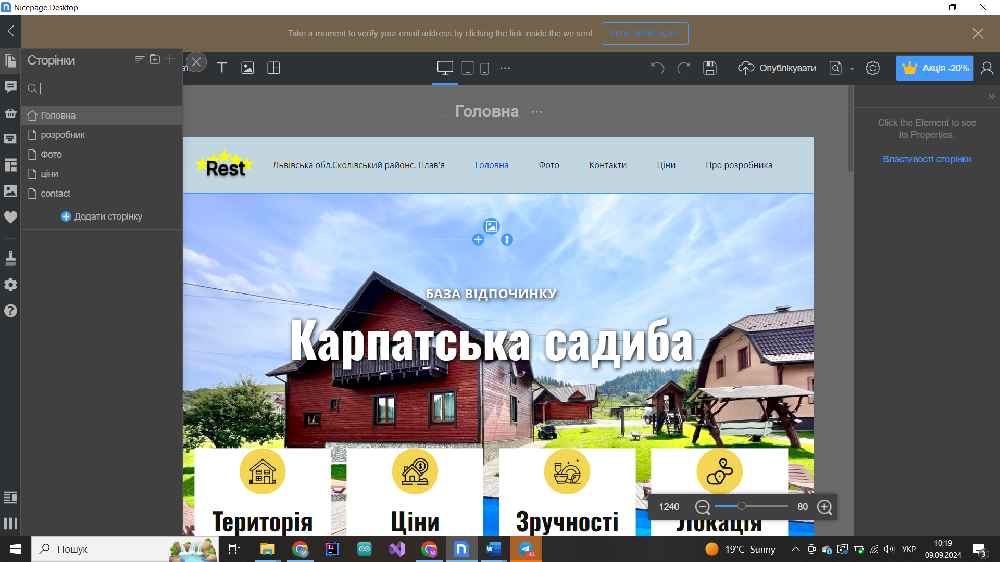 Nicepage Desktop
Take a moment to verify your email address by clicking the link inside the we sent.
Send email again
Сторінки
Опублікувати
Акція -20%
Головна
розробник
Фото
ціни
contact
Додати сторінку
Головна
Click the Element to see
its Properties.
Властивості сторінки
Rest
Львівська обл.Сколівський районс. Плав'я
Головна
Фото
Контакти
Ціни
Про розробника
БАЗА ВІДПОЧИНКУ
Карпатська садиба
Територія
Ціни
Зручності
Локація
1240
80
Пошук
..46
19°C Sunny
УКР
10:19
09.09.2024
3